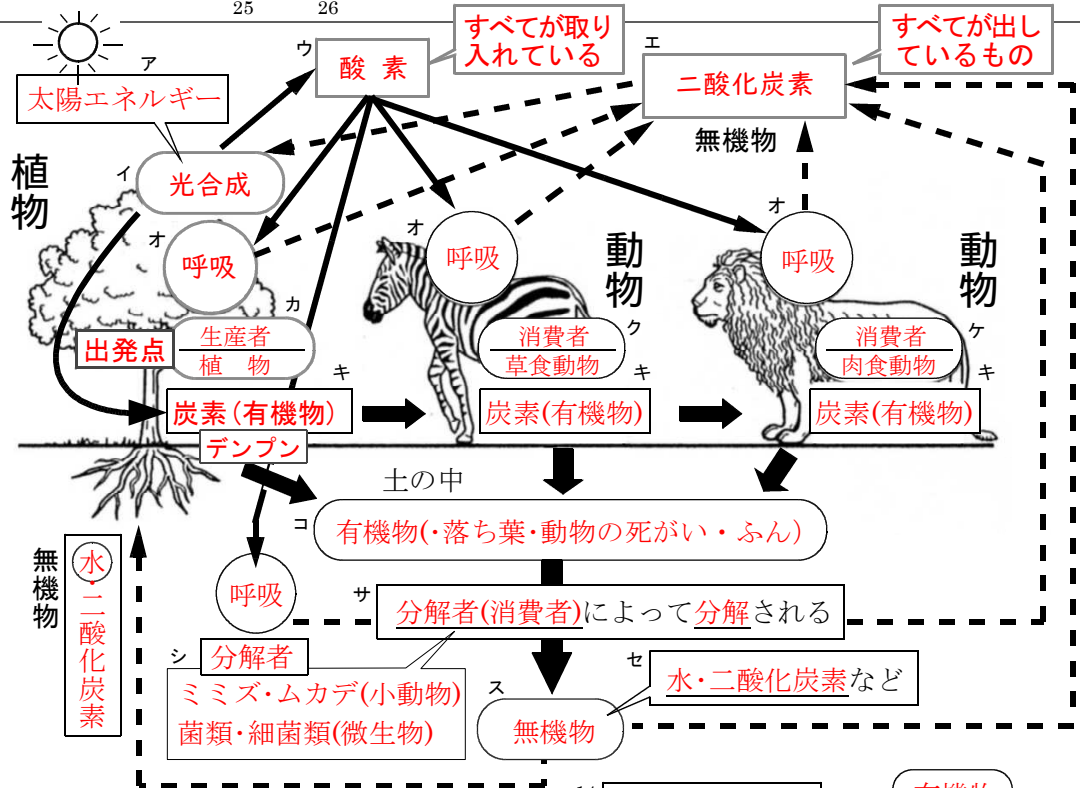 25
26
すべてが取り
入れている
すべてが出し
ているもの
ウ
酸 素
エ
二酸化炭素
ア
太陽エネルギー
無機物
植物
イ
光合成
オ
呼吸
オ
呼吸
動物
オ
呼吸
動物
カ
生産者
植 物
出発点
消費者
草食動物
ク
消費者
肉食動物
ケ
キ
炭素(有機物)
デンプン
キ
炭素(有機物)
キ
炭素(有機物)
土の中
コ
有機物(・落ち葉・動物の死がい・ふん)
無機物
水・二酸化炭素
呼吸
サ
分解者(消費者)によって分解される
シ
分解者
ミミズ・ムカデ(小動物)
菌類・細菌類(微生物)
ス
無機物
セ
水・二酸化炭素など
有機物